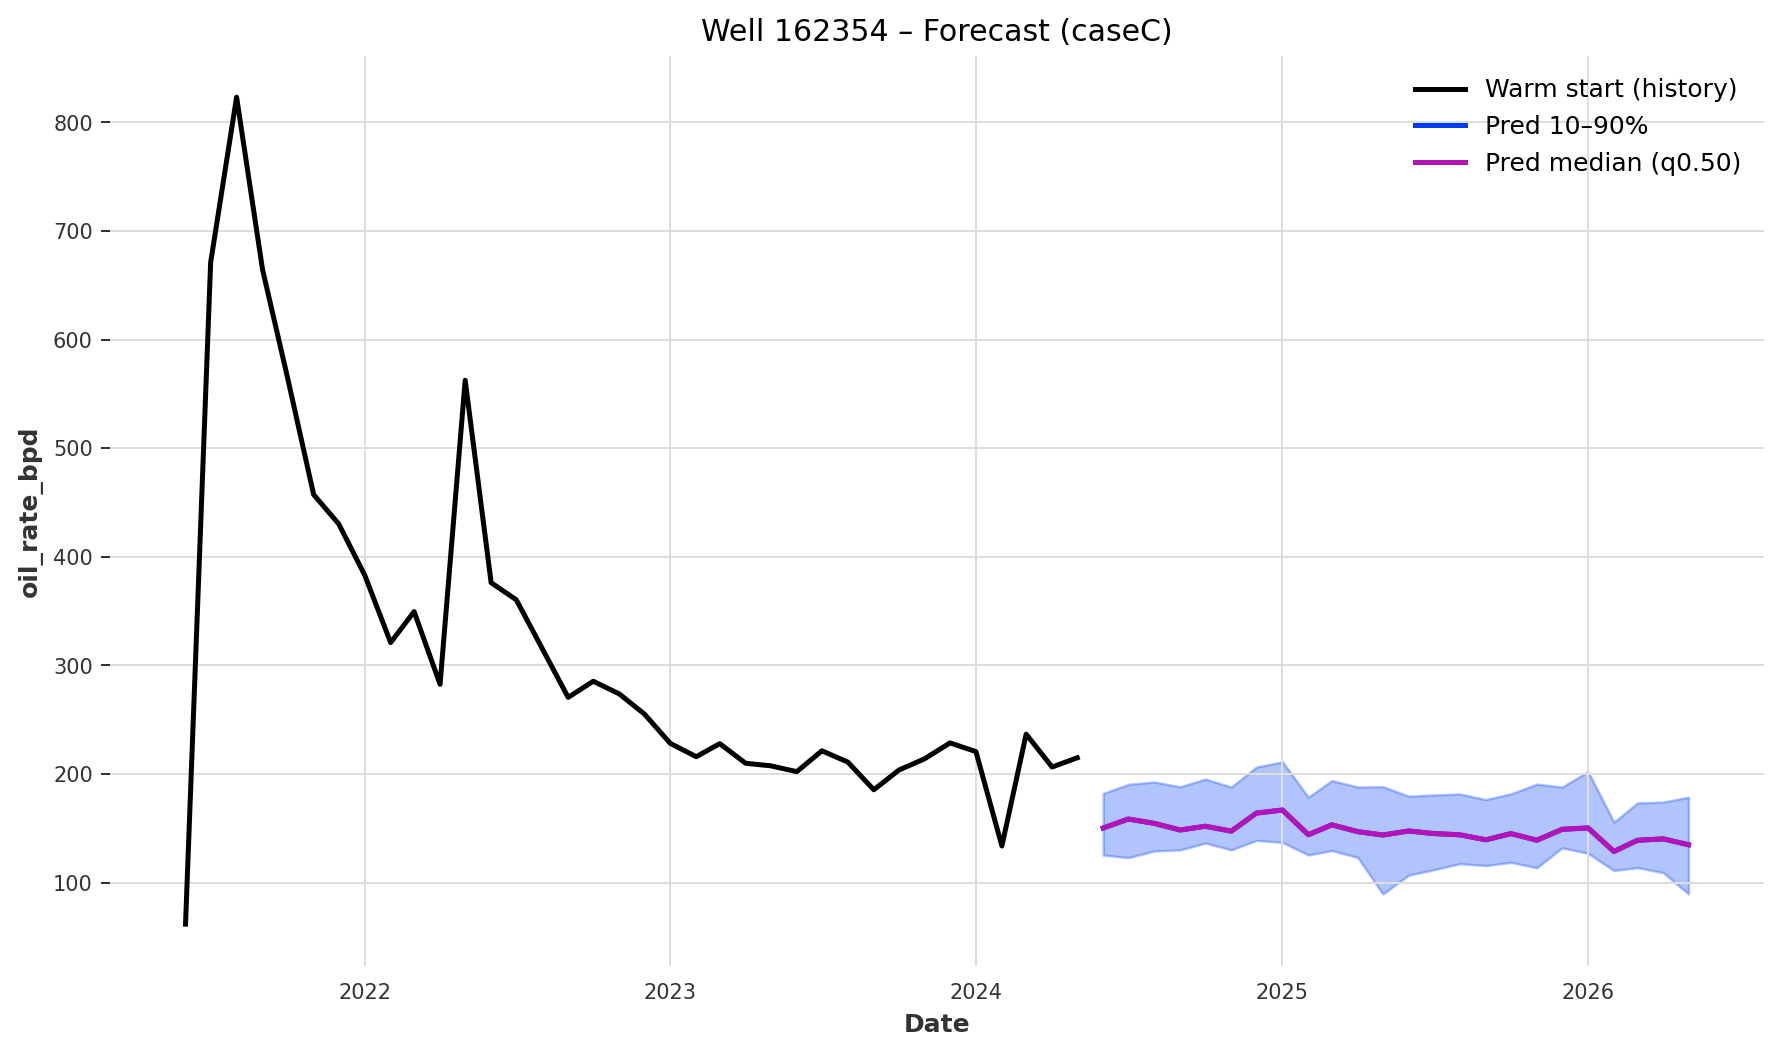 Well 162354 – Forecast (caseC)
Warm start (history)
Pred 10–90%
Pred median (q0.50)
oil_rate_bpd
800
700
600
500
400
300
200
100
2022
2023
2024
2025
2026
Date